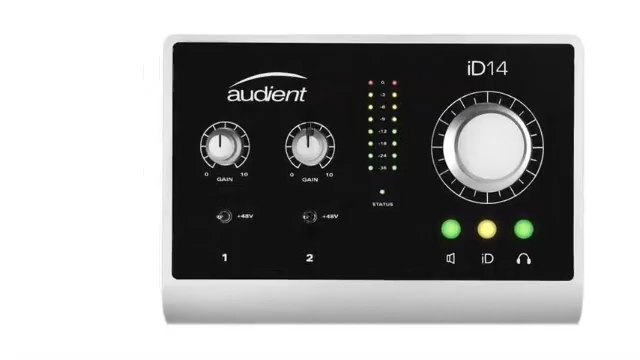 audient
iD14
0
-3
-6
-9
-12
-18
-24
-36
0 10
GAIN
0 10
GAIN
STATUS
+48V
+48V
1
2
iD